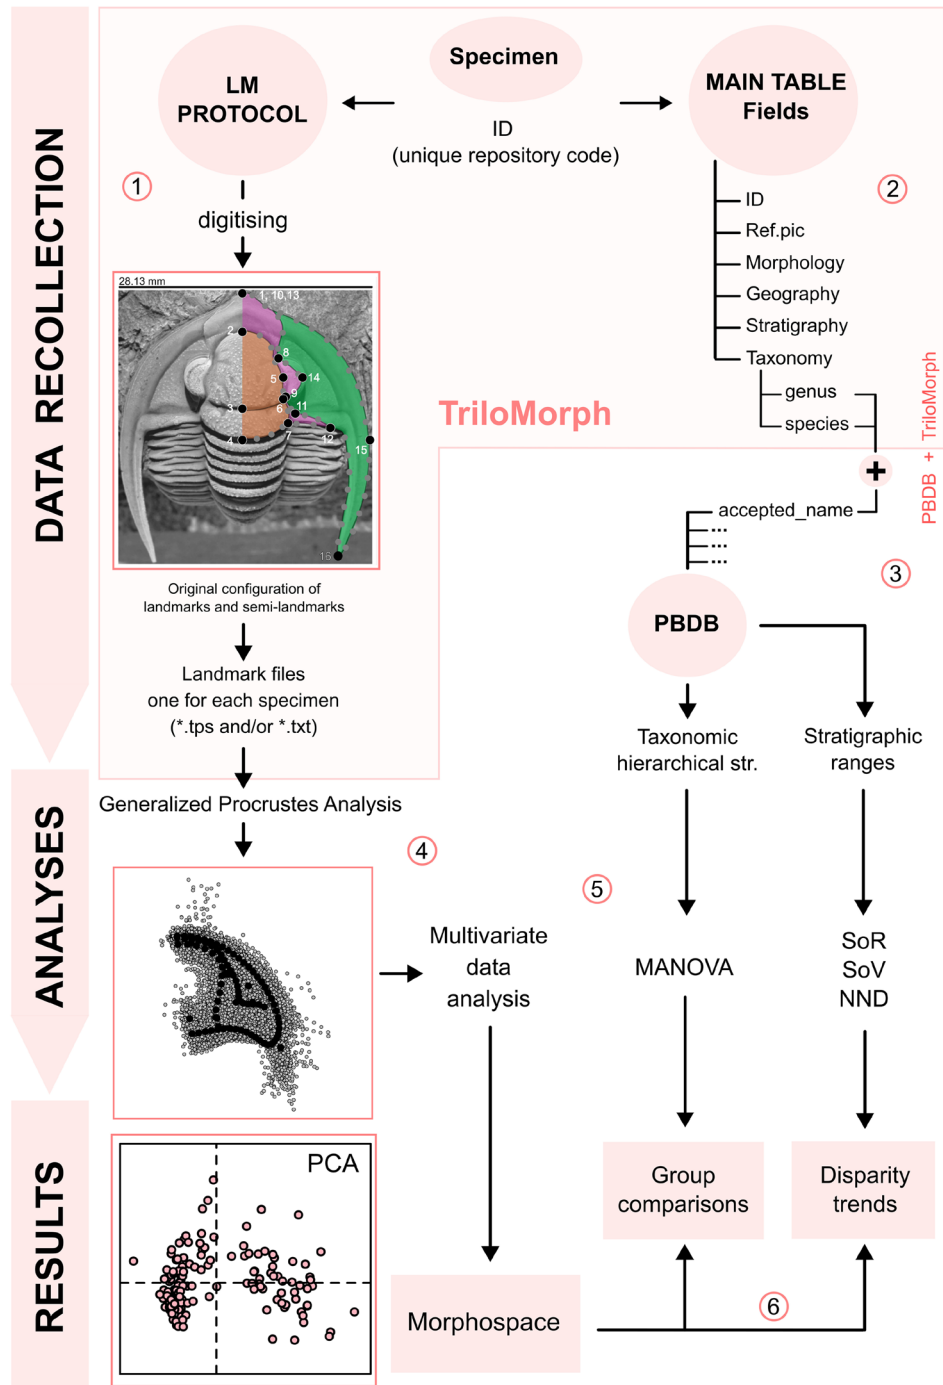 DATA RECOLLECTION
ANALYSES
RESULTS
Specimen
ID
(unique repository code)
LM
PROTOCOL
MAIN TABLE
Fields
1
2
digitising
ID
Ref.pic
Morphology
Geography
Stratigraphy
Taxonomy
genus
species
28.13 mm
1, 10,13
2
8
5
14
9
3
6
11
7
12
4
15
16
TriloMorph
PBDB + TriloMorph
+
accepted_name
...
...
...
3
PBDB
Original configuration of
landmarks and semi-landmarks
Landmark files
one for each specimen
(*.tps and/or *.txt)
Taxonomic
hierarchical str.
Stratigraphic
ranges
Generalized Procrustes Analysis
4
5
Multivariate
data
analysis
MANOVA
SoR
SoV
NND
PCA
Group
comparisons
Disparity
trends
6
Morphospace